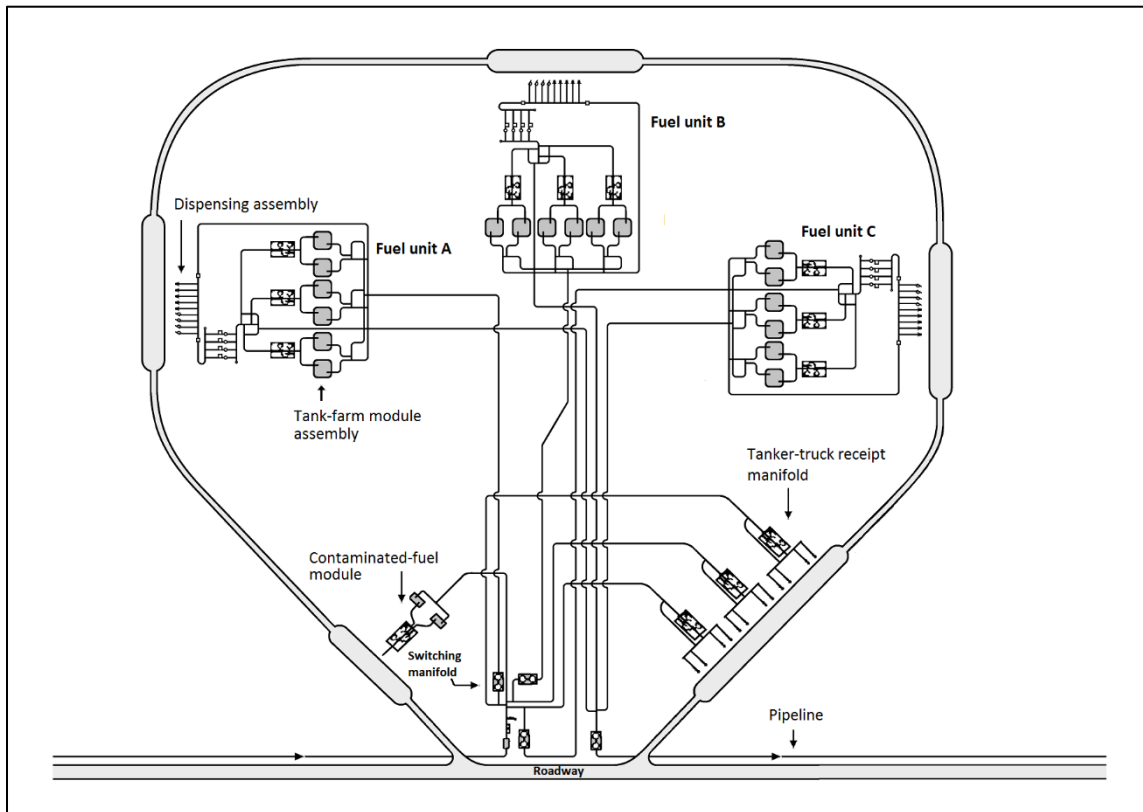 Fuel unit B
Dispensing assembly
Fuel unit A
Fuel unit C
Tank-farm module
assembly
Tanker-truck receipt
manifold
Contaminated-fuel
module
Switching
manifold
Pipeline
Roadway